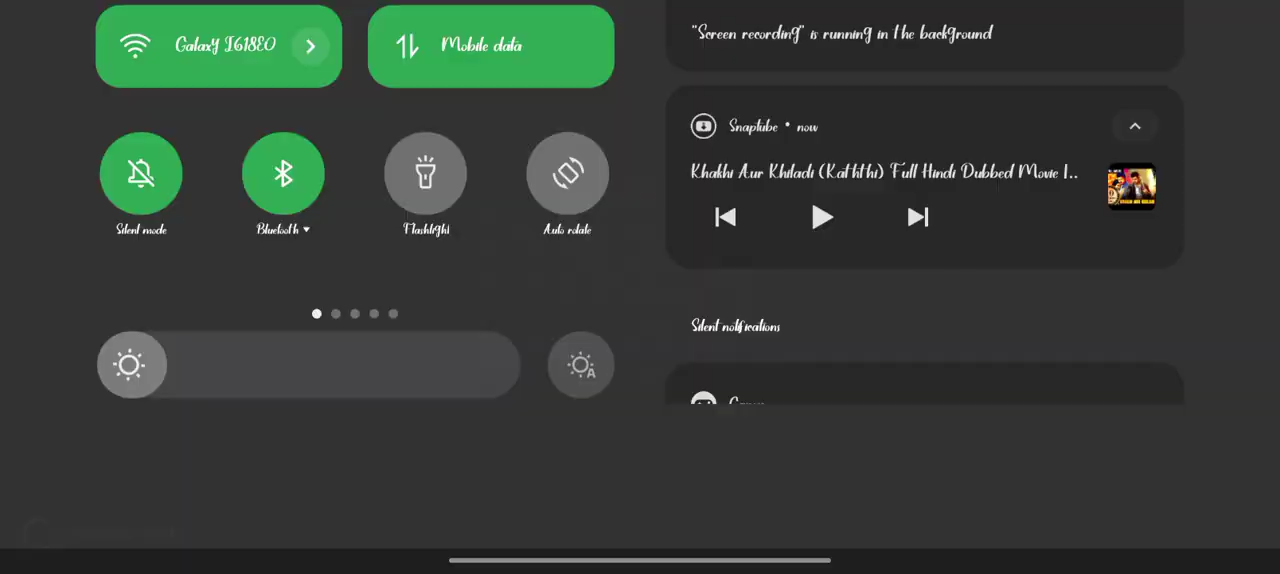 Galaxy J618E0
Mobile data
Silent mode
Bluetooth
Flashlight
Auto rotate
"Screen recording" is running in the background
Snaptube • now
Khakhi Aur Khiladi (Kaththi) Full Hindi Dubbed Movie I..
Silent notifications